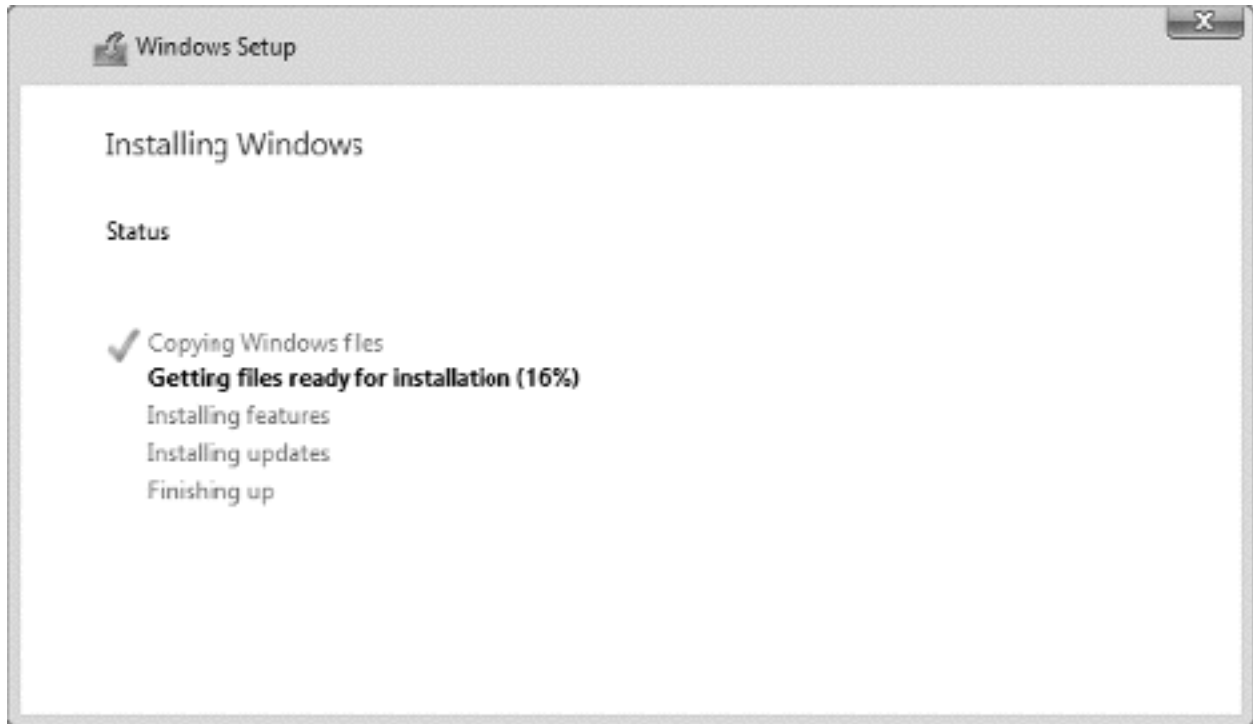 Windows Setup
Installing Windows
Status
Copying Windows files
Getting files ready for installation (16%)
Installing features
Installing updates
Finishing up